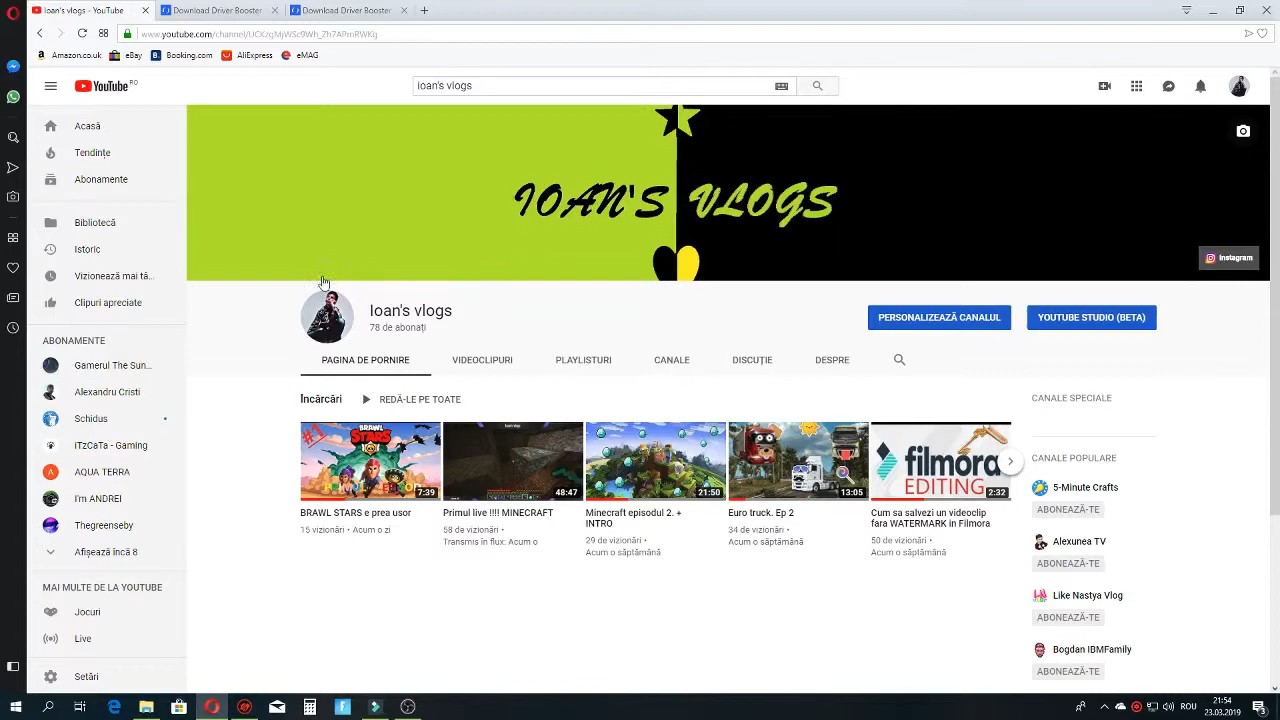 Ioan's vlogs - YouTube
Download Driver Booster
Download Driver Booster
www.youtube.com/channel/UCXzgMjWSc9Wh_Zh7APmRWKg
Amazon.co.uk
eBay
Booking.com
AliExpress
eMAG
YouTube RO
ioan's vlogs
Acasă
Tendințe
Abonamente
Bibliotecă
Istoric
Vizionează mai tâ...
Clipuri apreciate
ABONAMENTE
Gamerul The Sun...
Alexandru Cristi
Schidus
iTZCaTa - Gaming
AQUA TERRA
I'm ANDREI
Thegreenseby
Afișează încă 8
MAI MULTE DE LA YOUTUBE
Jocuri
Live
Setări
IOAN'S VLOGS
Instagram
Ioan's vlogs
78 de abonați
PERSONALIZEAZĂ CANALUL
YOUTUBE STUDIO (BETA)
PAGINA DE PORNIRE
VIDEOCLIPURI
PLAYLISTURI
CANALE
DISCUȚIE
DESPRE
Încărcări
REDĂ-LE PE TOATE
#1
BRAWL STARS
7:39
48:47
21:50
13:05
filmora
EDITING
2:32
BRAWL STARS e prea usor
15 vizionări • Acum o zi
Primul live !!!! MINECRAFT
58 de vizionări •
Transmis în flux: Acum o
Minecraft episodul 2. +
INTRO
29 de vizionări •
Acum o săptămână
Euro truck. Ep 2
34 de vizionări •
Acum o săptămână
Cum sa salvezi un videoclip
fara WATERMARK in Filmora
50 de vizionări •
Acum o săptămână
CANALE SPECIALE
CANALE POPULARE
5-Minute Crafts
ABONEAZĂ-TE
Alexunea TV
ABONEAZĂ-TE
Like Nastya Vlog
ABONEAZĂ-TE
Bogdan IBMFamily
ABONEAZĂ-TE
ROU
21:54
23.03.2019
3